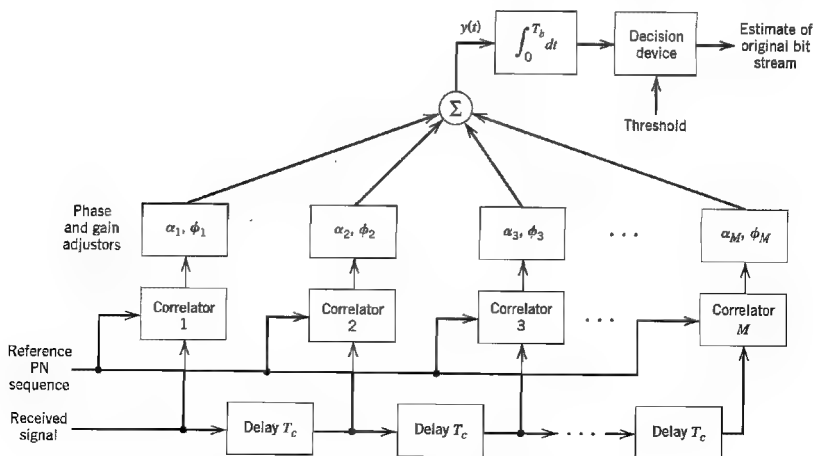 y(t)
∫₀^{T_b} dt
Decision
device
Estimate of
original bit
stream
Σ
Threshold
Phase
and gain
adjustors
α₁, ϕ₁
α₂, ϕ₂
α₃, ϕ₃
. . .
α_M, ϕ_M
Correlator
1
Correlator
2
Correlator
3
. . .
Correlator
M
Reference
PN
sequence
Received
signal
Delay T_c
Delay T_c
. . . .
Delay T_c